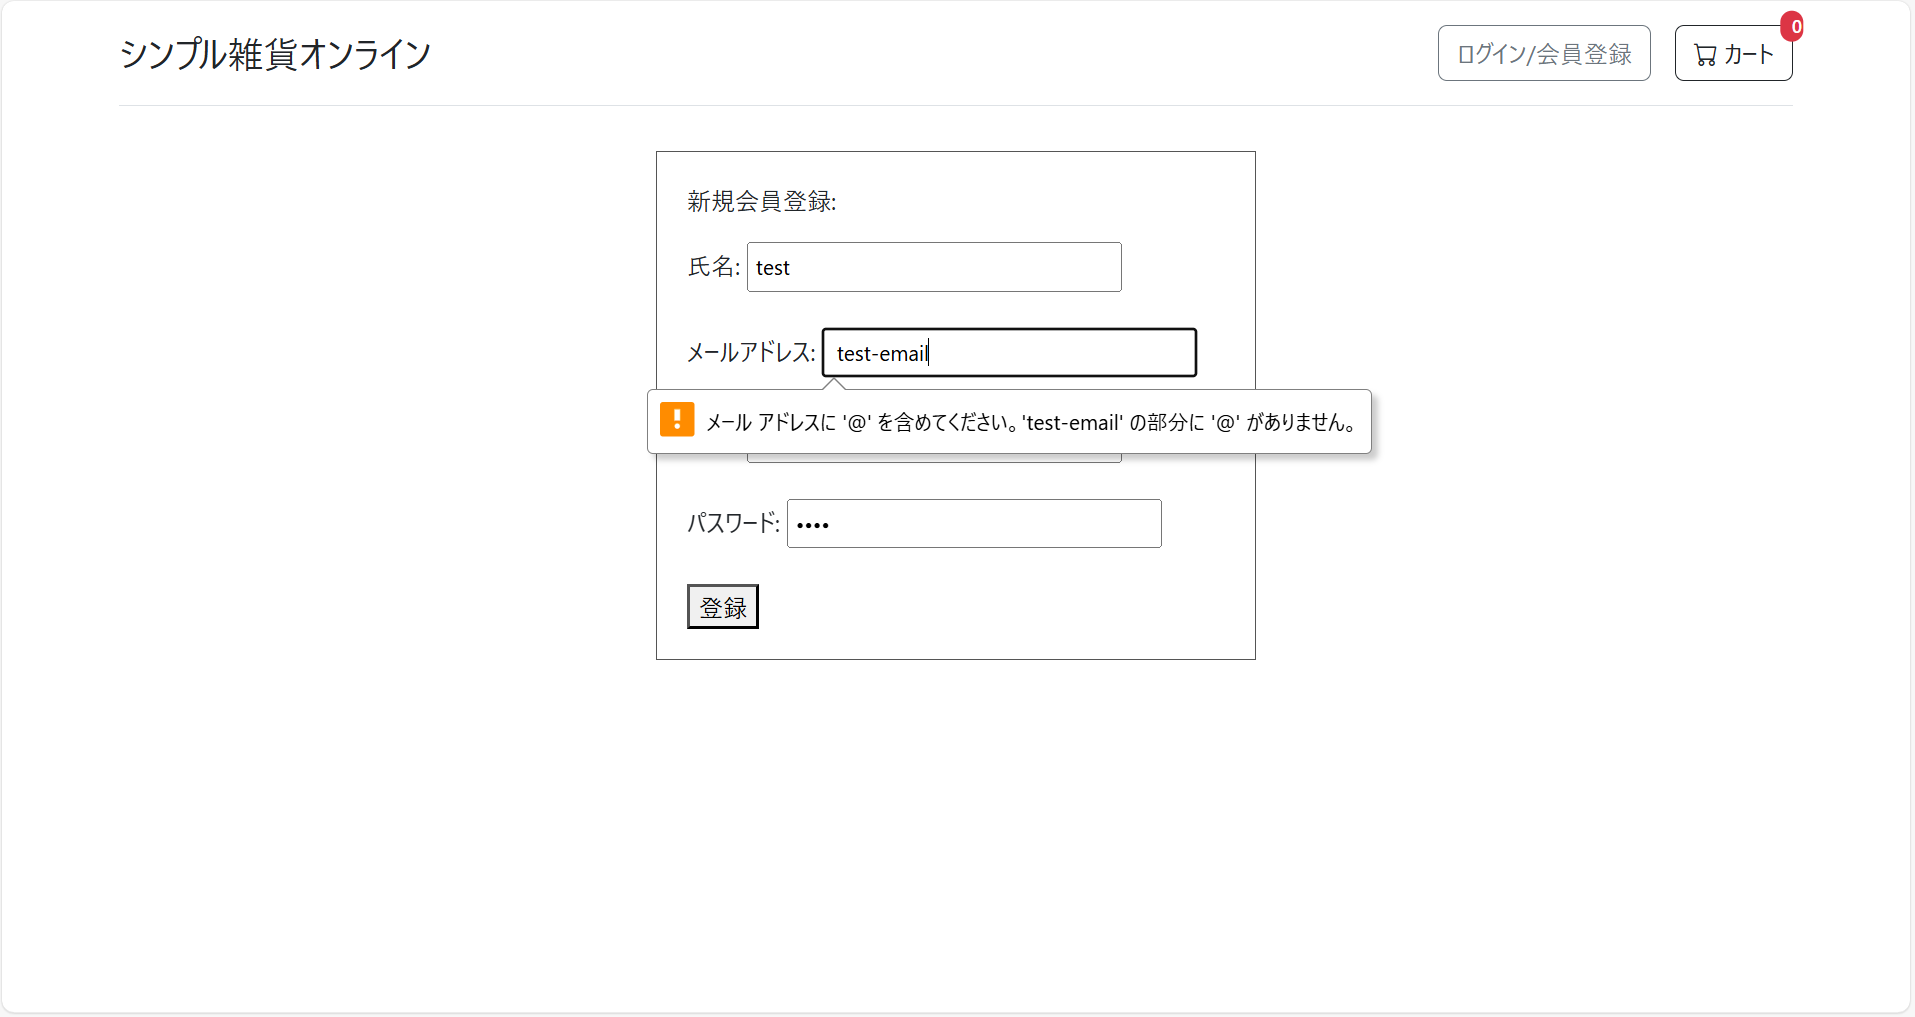 シンプル雑貨オンライン
ログイン/会員登録
カート
0
新規会員登録:
氏名: test
メールアドレス: test-email
メール アドレスに '@' を含めてください。'test-email' の部分に '@' がありません。
パスワード: ••••
登録